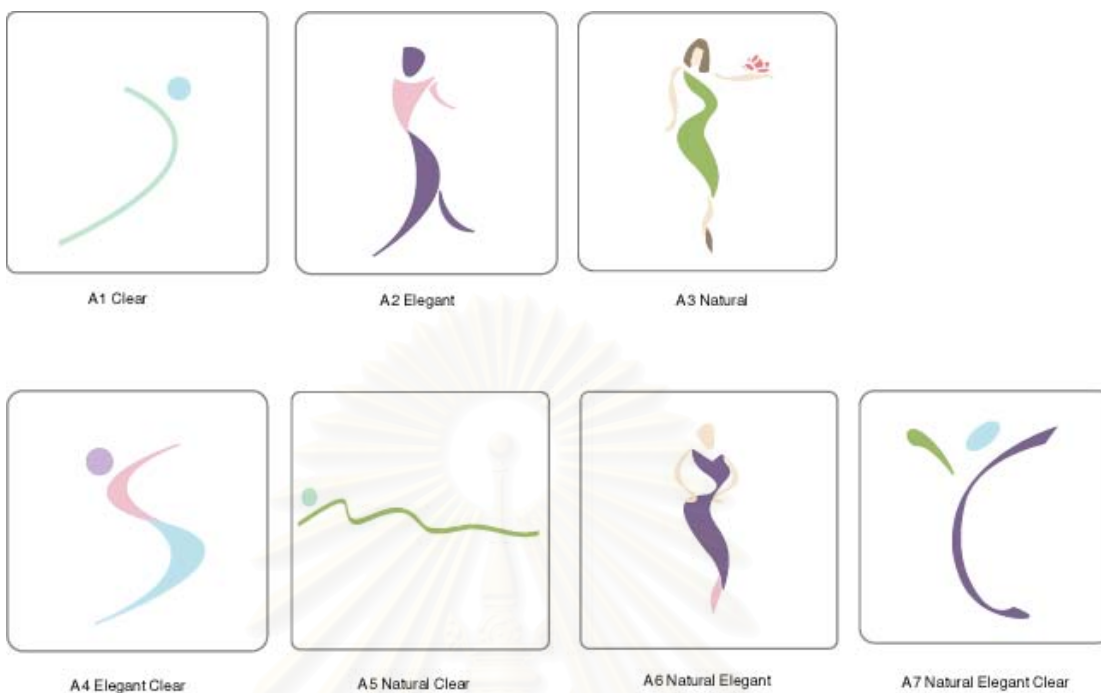 A1 Clear
A2 Elegant
A3 Natural
A4 Elegant Clear
A5 Natural Clear
A6 Natural Elegant
A7 Natural Elegant Clear